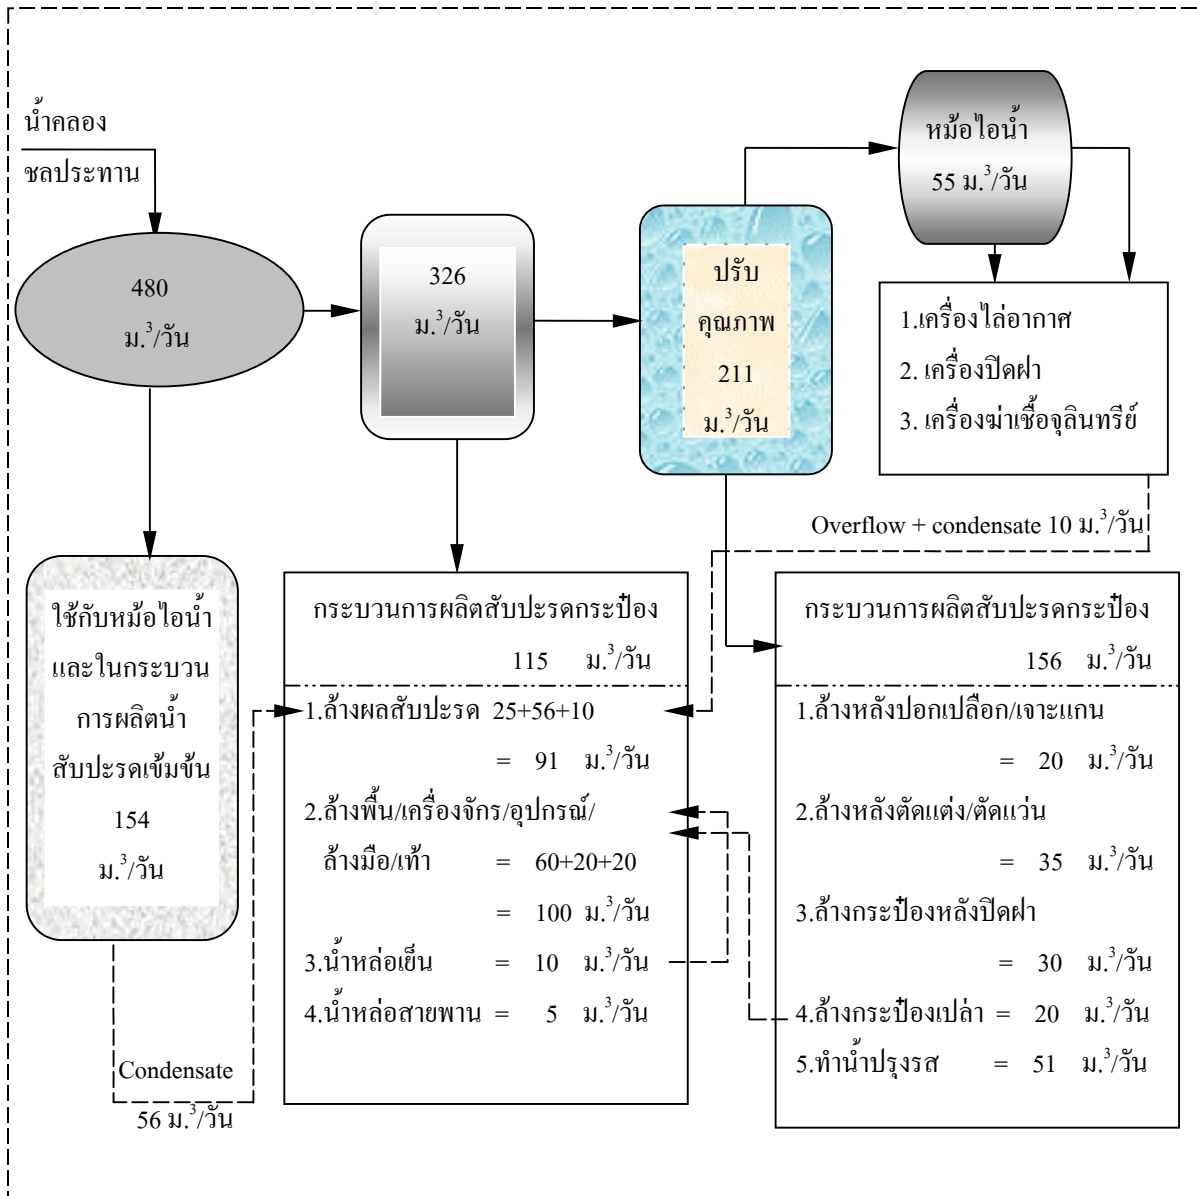 น้ำคลอง
ชลประทาน
480
ม.³/วัน
326
ม.³/วัน
ปรับ
คุณภาพ
211
ม.³/วัน
หม้อไอน้ำ
55 ม.³/วัน
1.เครื่องไล่อากาศ
2. เครื่องปิดฝา
3. เครื่องฆ่าเชื้อจุลินทรีย์
Overflow + condensate 10 ม.³/วัน
ใช้กับหม้อไอน้ำ
และในกระบวน
การผลิตน้ำ
สับปะรดเข้มข้น
154
ม.³/วัน
Condensate
56 ม.³/วัน
กระบวนการผลิตสับปะรดกระป๋อง
115 ม.³/วัน
1.ล้างผลสับปะรด 25+56+10
= 91 ม.³/วัน
2.ล้างพื้น/เครื่องจักร/อุปกรณ์/
ล้างมือ/เท้า = 60+20+20
= 100 ม.³/วัน
3.น้ำหล่อเย็น = 10 ม.³/วัน
4.น้ำหล่อสายพาน = 5 ม.³/วัน
กระบวนการผลิตสับปะรดกระป๋อง
156 ม.³/วัน
1.ล้างหลังปอกเปลือก/เจาะแกน
= 20 ม.³/วัน
2.ล้างหลังตัดแต่ง/ตัดแว่น
= 35 ม.³/วัน
3.ล้างกระป๋องหลังปิดฝา
= 30 ม.³/วัน
4.ล้างกระป๋องเปล่า = 20 ม.³/วัน
5.ทำน้ำปรุงรส = 51 ม.³/วัน